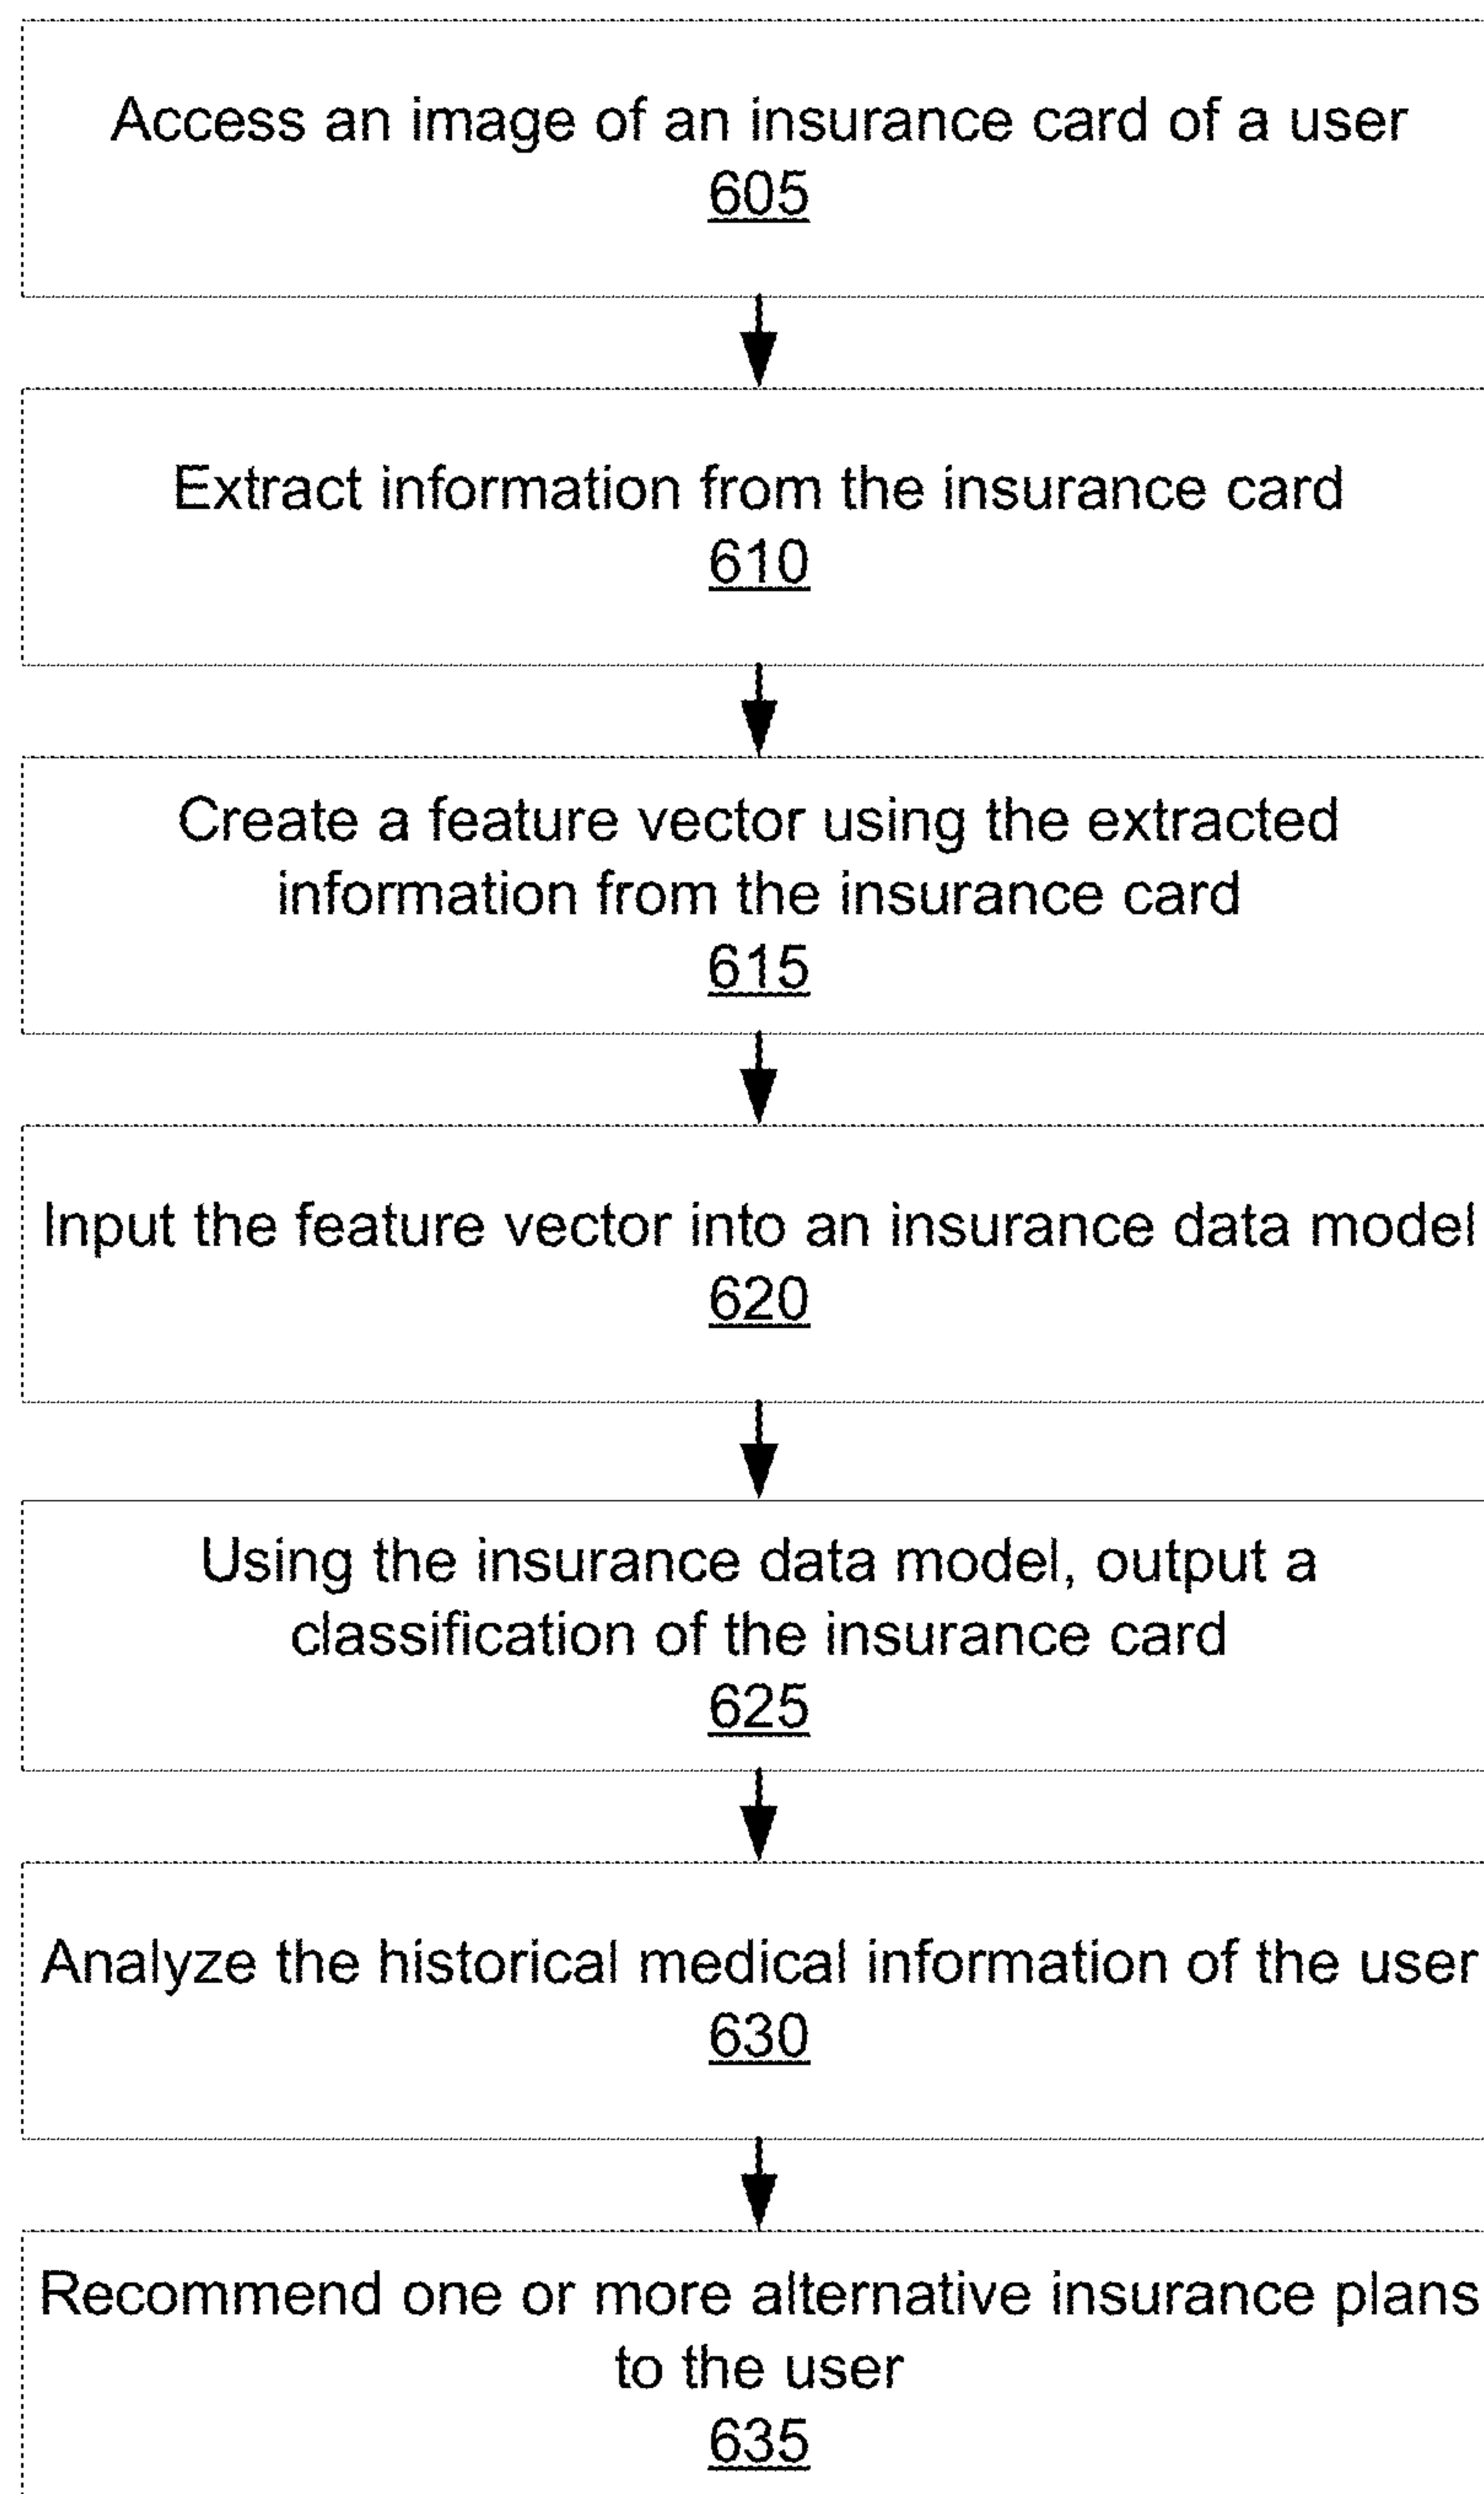 Access an image of an insurance card of a user
605
Extract information from the insurance card
610
Create a feature vector using the extracted
information from the insurance card
615
Input the feature vector into an insurance data model
620
Using the insurance data model, output a
classification of the insurance card
625
Analyze the historical medical information of the user
630
Recommend one or more alternative insurance plans
to the user
635